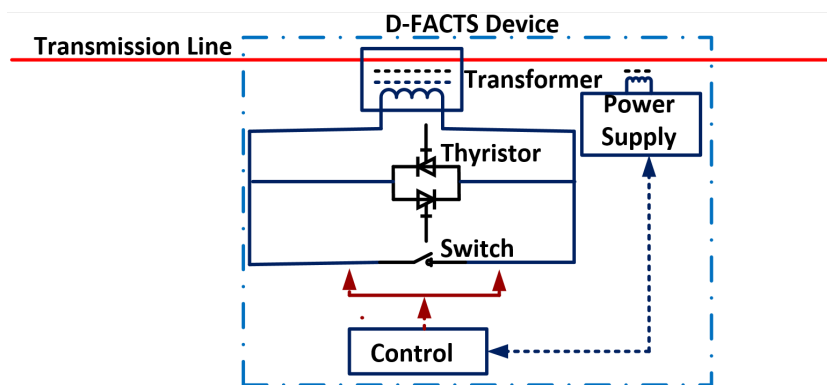 D-FACTS Device
Transmission Line
Transformer
Power
Supply
Thyristor
Switch
Control